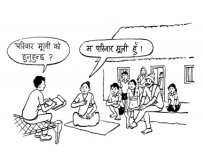 परिवार मूली को
हुनुहुन्छ ?
म परिवार मूली हुँ ।